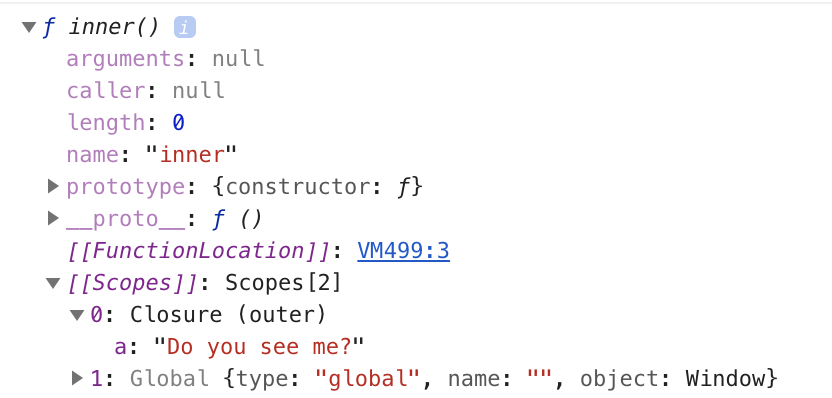 ▼ƒ inner() i
arguments: null
caller: null
length: 0
name: "inner"
▶prototype: {constructor: ƒ}
▶__proto__: ƒ ()
[[FunctionLocation]]: VM499:3
▼[[Scopes]]: Scopes[2]
▼0: Closure (outer)
a: "Do you see me?"
▶1: Global {type: "global", name: "", object: Window}